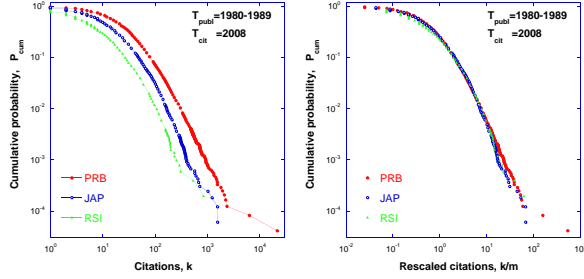 T_publ=1980-1989
T_cit =2008
Cumulative probability, P_cum
10^0
10^-1
10^-2
10^-3
10^-4
PRB
JAP
RSI
10^0
10^1
10^2
10^3
10^4
Citations, k
T_publ=1980-1989
T_cit =2008
Cumulative probability, P_cum
10^0
10^-1
10^-2
10^-3
10^-4
PRB
JAP
RSI
10^-2
10^-1
10^0
10^1
10^2
10^3
Rescaled citations, k/m